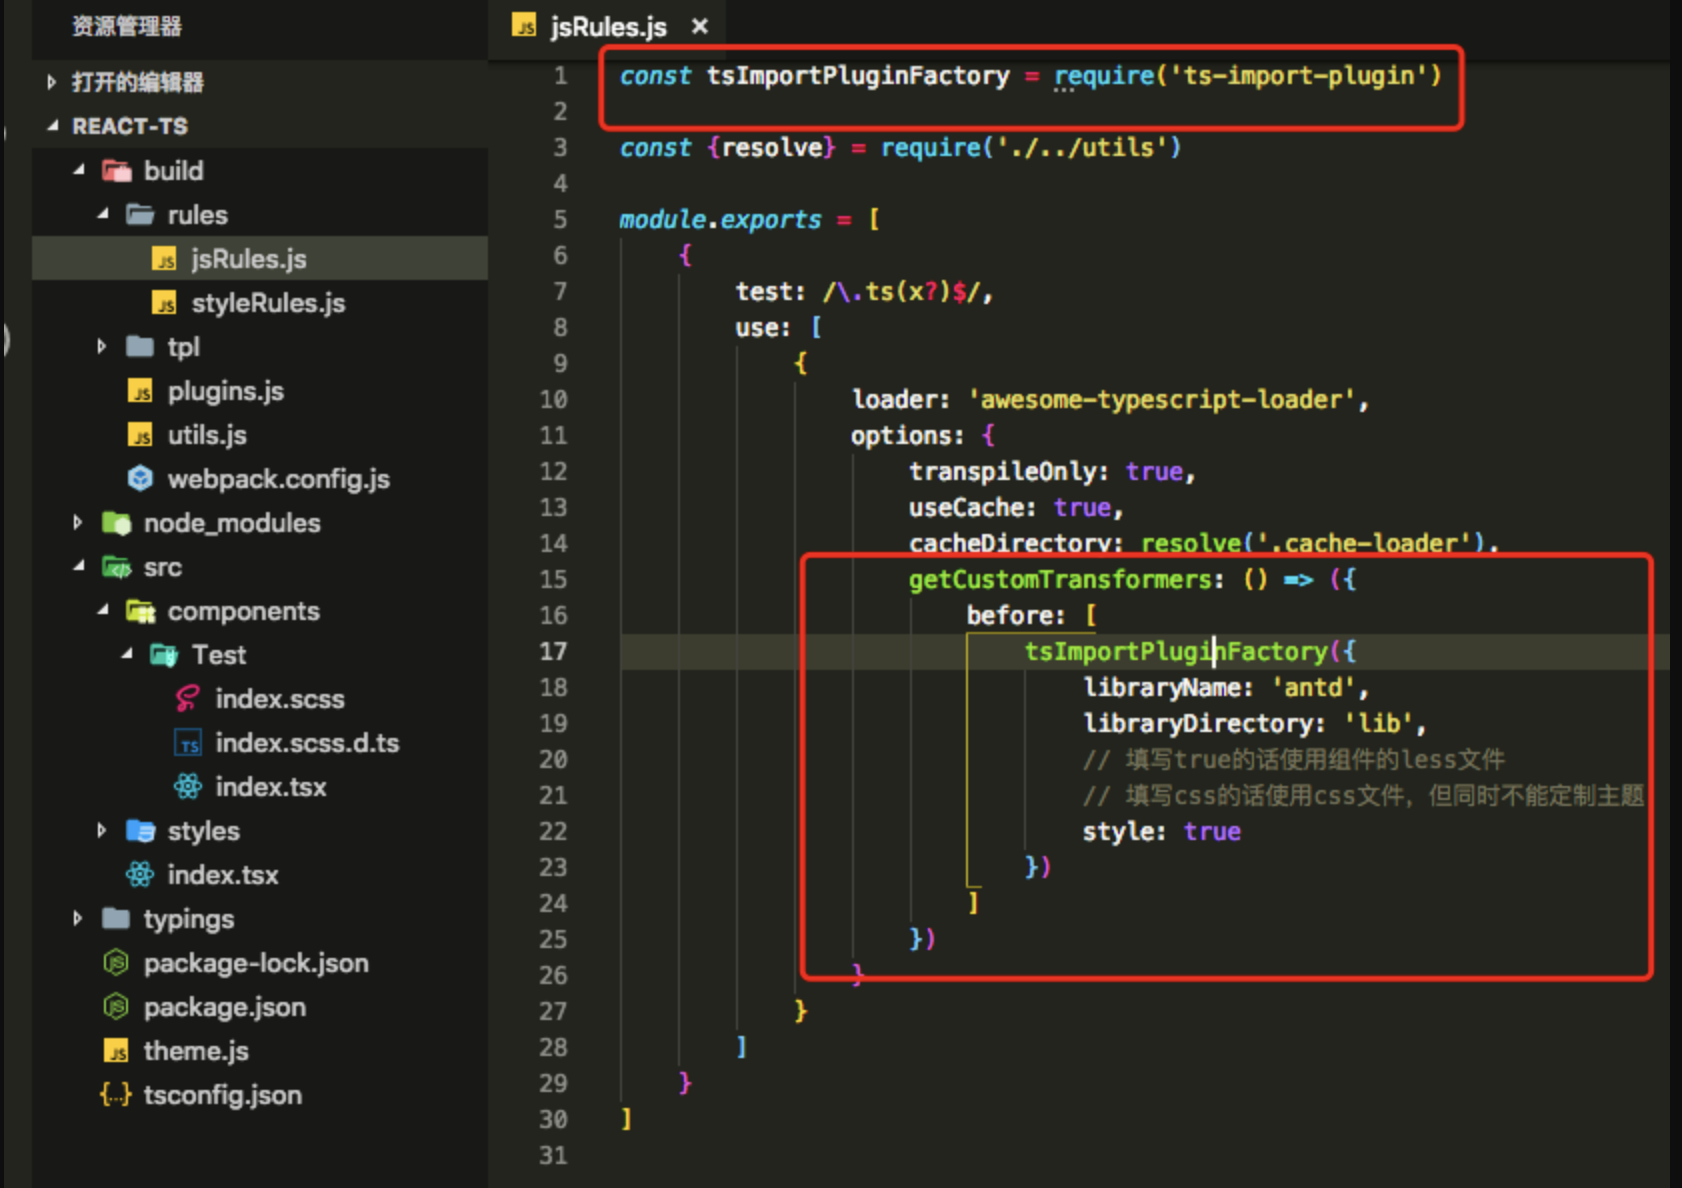 资源管理器
打开的编辑器
REACT-TS
build
rules
jsRules.js
styleRules.js
tpl
plugins.js
utils.js
webpack.config.js
node_modules
src
components
Test
index.scss
index.scss.d.ts
index.tsx
styles
index.tsx
typings
package-lock.json
package.json
theme.js
tsconfig.json
jsRules.js ×
1 const tsImportPluginFactory = require('ts-import-plugin')
2
3 const {resolve} = require('./../utils')
4
5 module.exports = [
6 {
7 test: /\.ts(x?)$/,
8 use: [
9 {
10 loader: 'awesome-typescript-loader',
11 options: {
12 transpileOnly: true,
13 useCache: true,
14 cacheDirectory: resolve('.cache-loader'),
15 getCustomTransformers: () => ({
16 before: [
17 tsImportPluginFactory({
18 libraryName: 'antd',
19 libraryDirectory: 'lib',
20 // 填写true的话使用组件的less文件
21 // 填写css的话使用css文件，但同时不能定制主题
22 style: true
23 })
24 ]
25 })
26 }
27 }
28 ]
29 }
30 ]
31